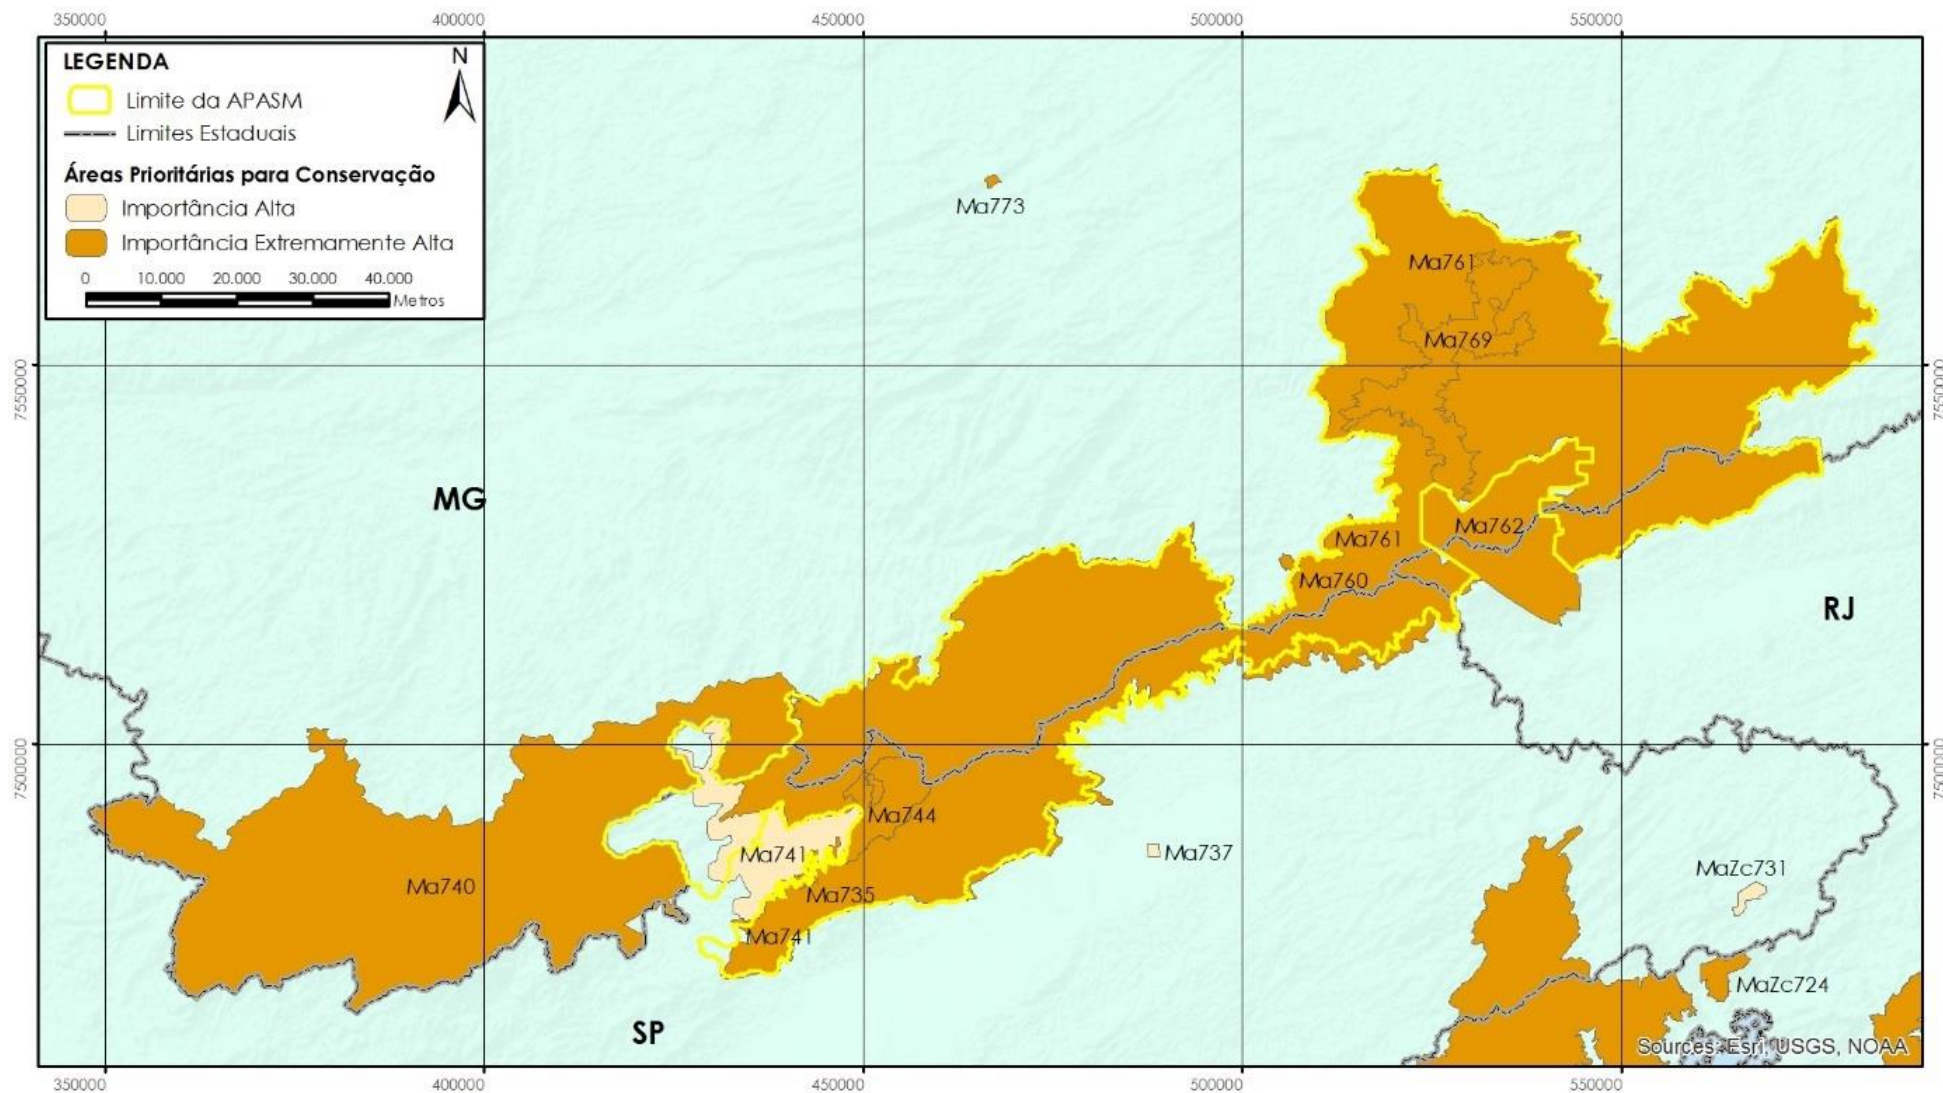 350000 400000 450000 500000 550000
LEGENDA
N
Limite da APASM
Limites Estaduais
Áreas Prioritárias para Conservação
Importância Alta
Importância Extremamente Alta
0 10.000 20.000 30.000 40.000
Metros
Ma773
Ma761
Ma769
7550000
7550000
MG
Ma762
Ma761
Ma760
RJ
7500000
7500000
Ma744
Ma741
Ma737
Ma740
Ma735
MaZc731
Ma741
MaZc724
SP
Sources: Esri, USGS, NOAA
350000 400000 450000 500000 550000